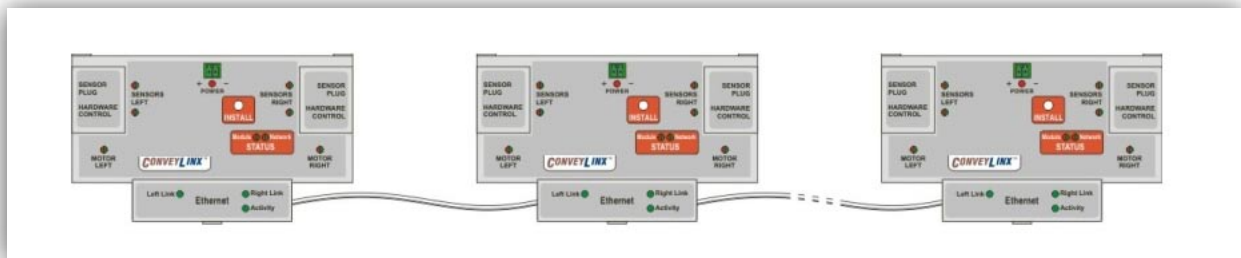 SENSOR PLUG
HARDWARE CONTROL
SENSORS LEFT
+ POWER -
INSTALL
SENSORS RIGHT
SENSOR PLUG
HARDWARE CONTROL
Module Network
STATUS
MOTOR LEFT
CONVEYLINX™
MOTOR RIGHT
Left Link
Ethernet
Right Link
Activity
SENSOR PLUG
HARDWARE CONTROL
SENSORS LEFT
+ POWER -
INSTALL
SENSORS RIGHT
SENSOR PLUG
HARDWARE CONTROL
Module Network
STATUS
MOTOR LEFT
CONVEYLINX™
MOTOR RIGHT
Left Link
Ethernet
Right Link
Activity
SENSOR PLUG
HARDWARE CONTROL
SENSORS LEFT
+ POWER -
INSTALL
SENSORS RIGHT
SENSOR PLUG
HARDWARE CONTROL
Module Network
STATUS
MOTOR LEFT
CONVEYLINX™
MOTOR RIGHT
Left Link
Ethernet
Right Link
Activity